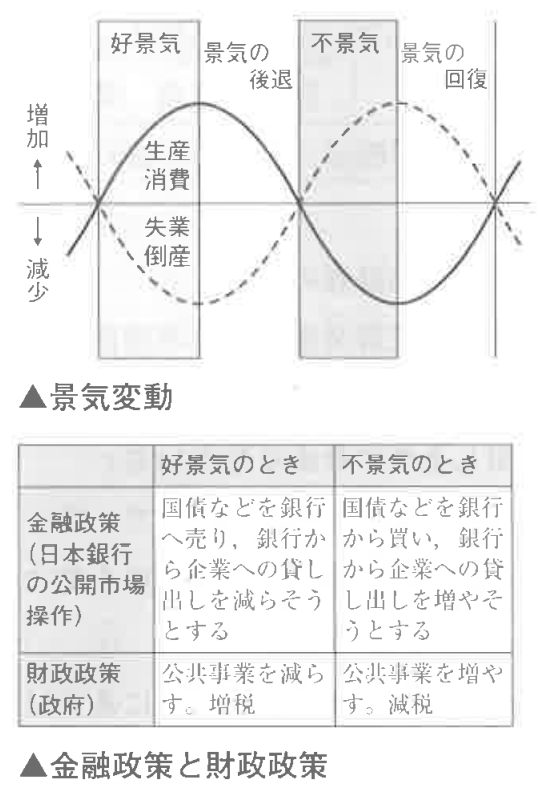 好景気
景気の
後退
不景気
景気の
回復
増加
減少
生産
消費
失業
倒産
▲景気変動
好景気のとき
不景気のとき
金融政策
(日本銀行
の公開市場
操作)
国債などを銀行
へ売り，銀行か
ら企業への貸し
出しを減らそう
とする
国債などを銀行
から買い，銀行
から企業への貸
し出しを増やそ
うとする
財政政策
(政府)
公共事業を減ら
す。増税
公共事業を増や
す。減税
▲金融政策と財政政策